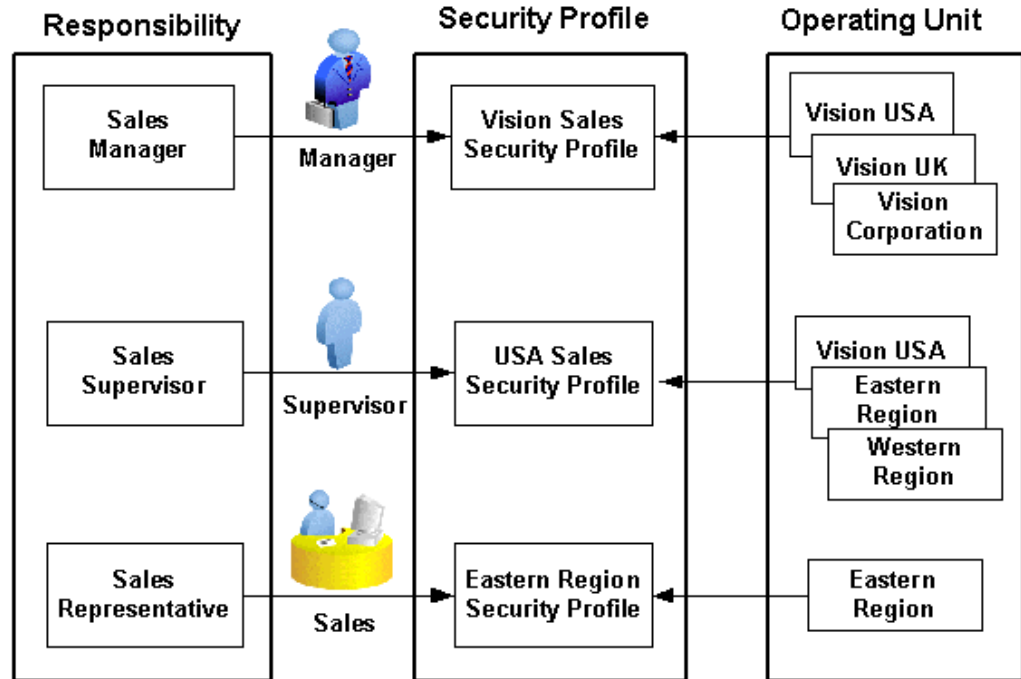 Responsibility
Security Profile
Operating Unit
Sales
Manager
Manager
Vision Sales
Security Profile
Vision USA
Vision UK
Vision
Corporation
Sales
Supervisor
Supervisor
USA Sales
Security Profile
Vision USA
Eastern
Region
Western
Region
Sales
Representative
Sales
Eastern Region
Security Profile
Eastern
Region